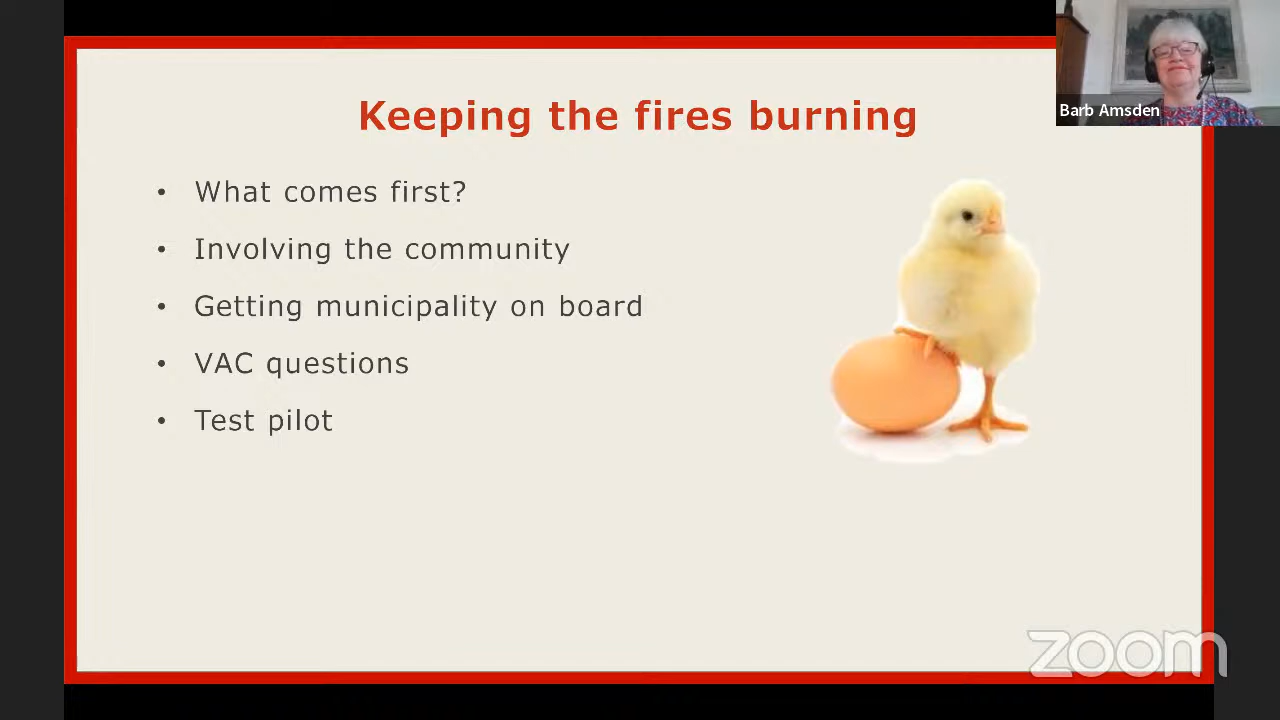 Keeping the fires burning
Barb Amsden
• What comes first?
• Involving the community
• Getting municipality on board
• VAC questions
• Test pilot
zoom